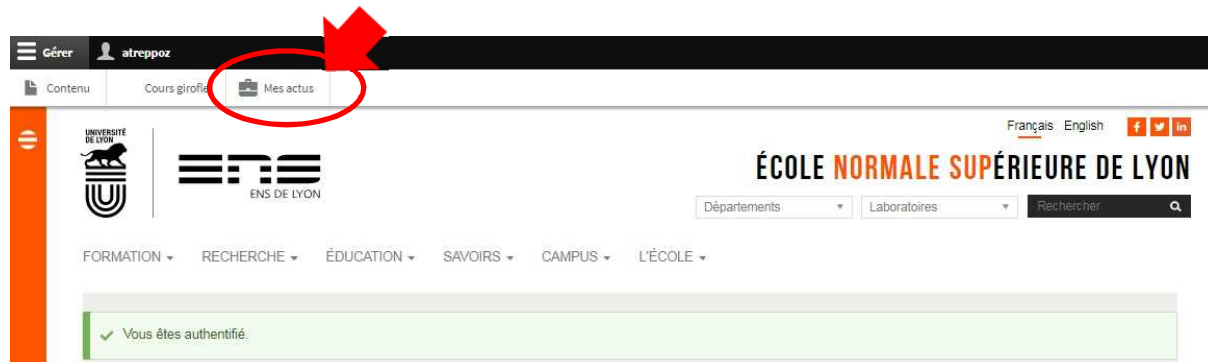 Gérer atreppoz
Contenu Cours girofle Mes actus
Français English
UNIVERSITÉ
DE LYON
ENS DE LYON
ÉCOLE NORMALE SUPÉRIEURE DE LYON
Départements Laboratoires Rechercher
FORMATION RECHERCHE ÉDUCATION SAVOIRS CAMPUS L'ÉCOLE
Vous êtes authentifié.